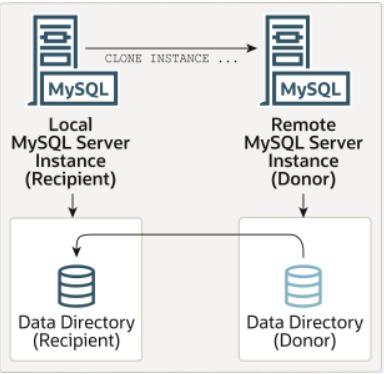 CLONE INSTANCE ...
MySQL
MySQL
Local
MySQL Server
Instance
(Recipient)
Remote
MySQL Server
Instance
(Donor)
Data Directory
(Recipient)
Data Directory
(Donor)